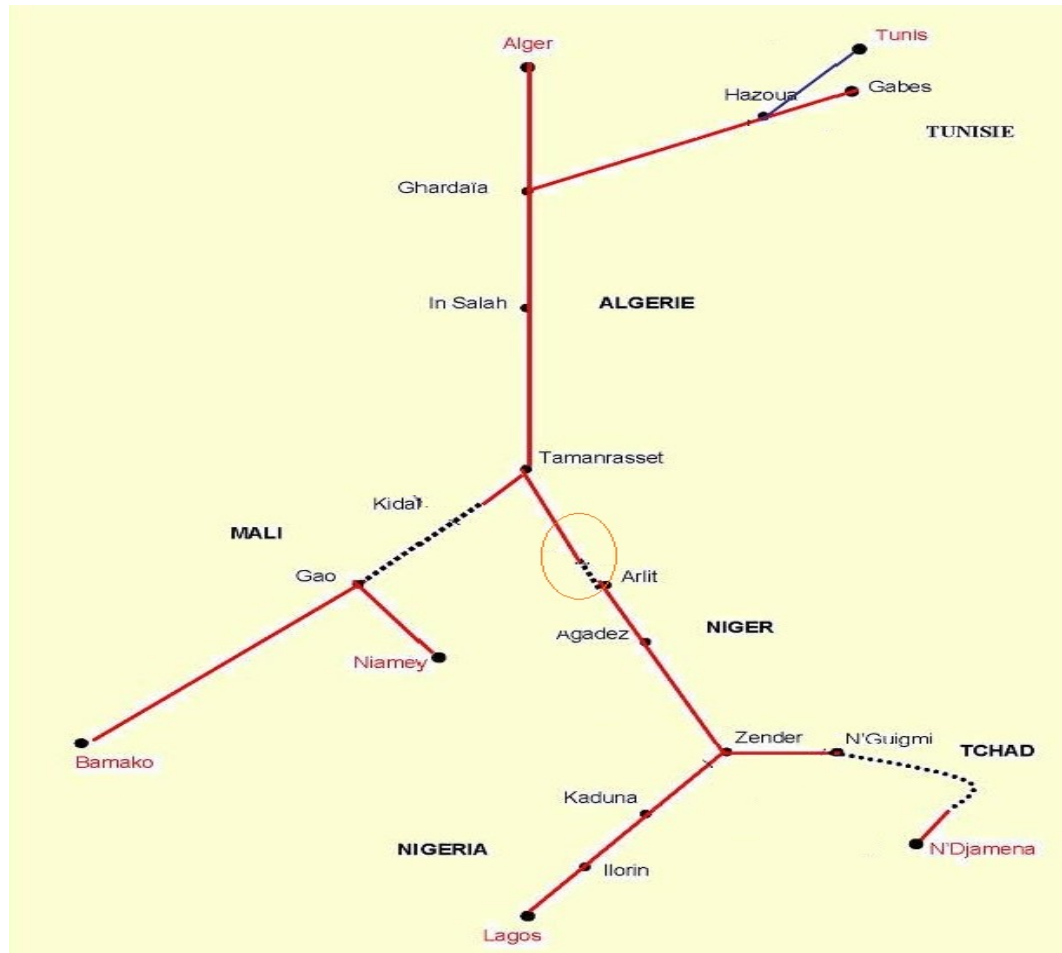 Tunis
Alger
Gabes
Hazoua
TUNISIE
Ghardaïa
In Salah
ALGERIE
Tamanrasset
Kidal
MALI
Gao
Arlit
Agadez
NIGER
Niamey
Zender
N'Guigmi
TCHAD
Bamako
Kaduna
NIGERIA
N'Djamena
Ilorin
Lagos